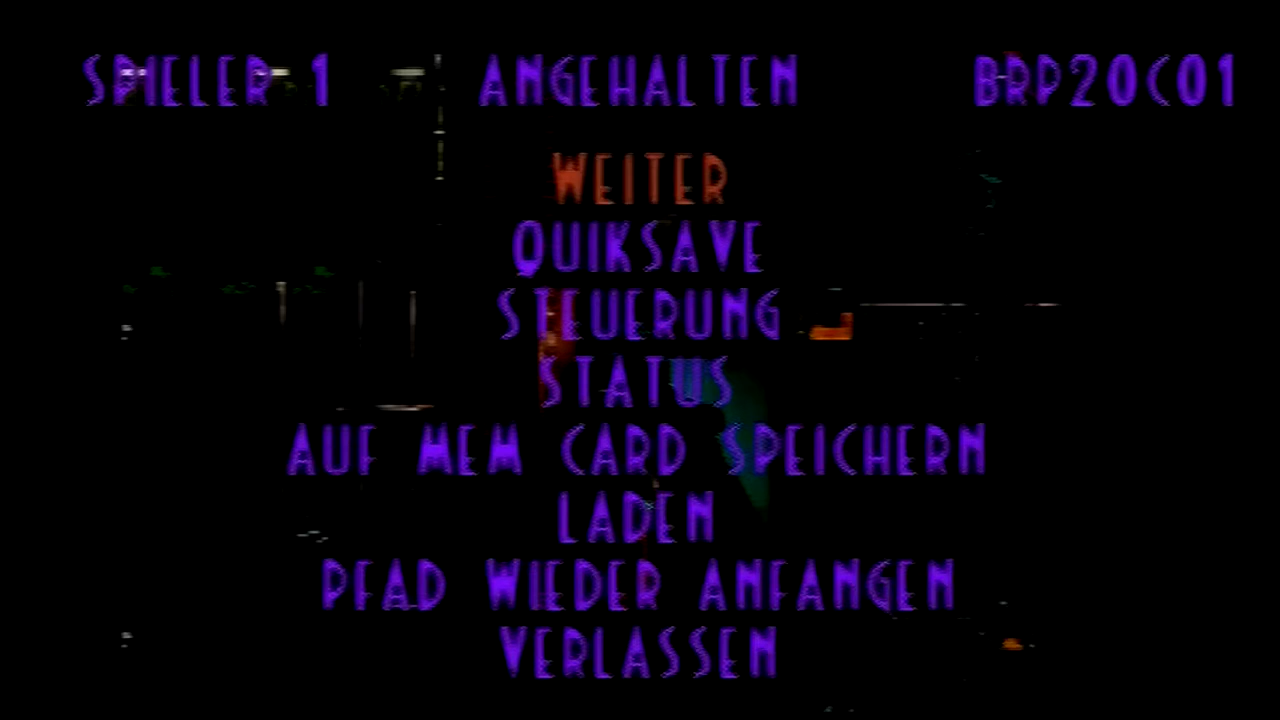 SPIELER 1 ANGEHALTEN BRP20C01
WEITER
QUIKSAVE
STEUERUNG
STATUS
AUF MEM CARD SPEICHERN
LADEN
PFAD WIEDER ANFANGEN
VERLASSEN